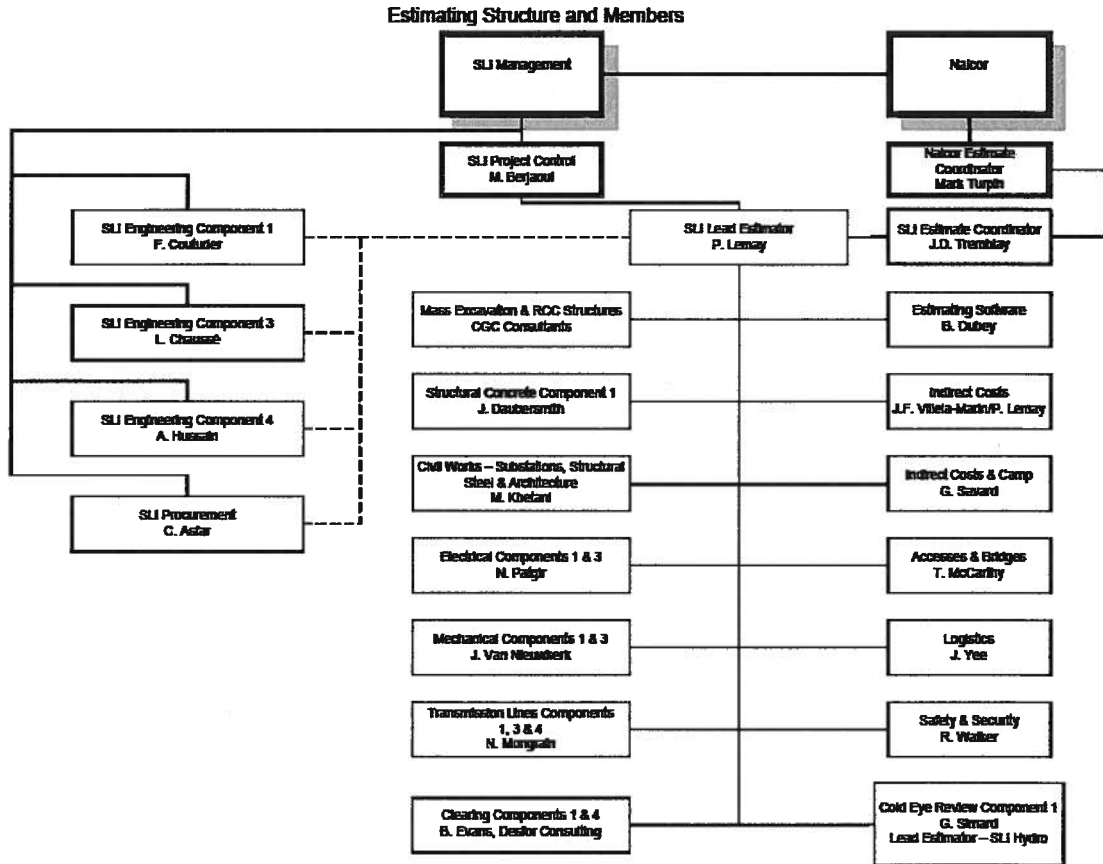 Estimating Structure and Members
SLI Management
Nalcor
SLI Project Control
M. Berjaoui
Nalcor Estimate
Coordinator
Mark Turpin
SLI Engineering Component 1
F. Couturier
SLI Lead Estimator
P. Lemay
SLI Estimate Coordinator
J.D. Tremblay
SLI Engineering Component 3
L. Chaussé
SLI Engineering Component 4
A. Hussain
SLI Procurement
C. Asfar
Mass Excavation & RCC Structures
CGC Consultants
Estimating Software
B. Dubey
Structural Concrete Component 1
J. Daubersmith
Indirect Costs
J.F. Villela-Marin/P. Lemay
Civil Works – Substations, Structural
Steel & Architecture
M. Khetani
Indirect Costs & Camp
G. Savard
Electrical Components 1 & 3
N.
Accesses & Bridges
T. McCarthy
Mechanical Components 1 & 3
J. Van Nieuwkerk
Logistics
J. Yee
Transmission Lines Components
1, 3 & 4
N. Mongrain
Safety & Security
R. Walker
Clearing Components 1 & 4
B. Evans, Desfor Consulting
Cold Eye Review Component 1
G. Simard
Lead Estimator – SLI Hydro